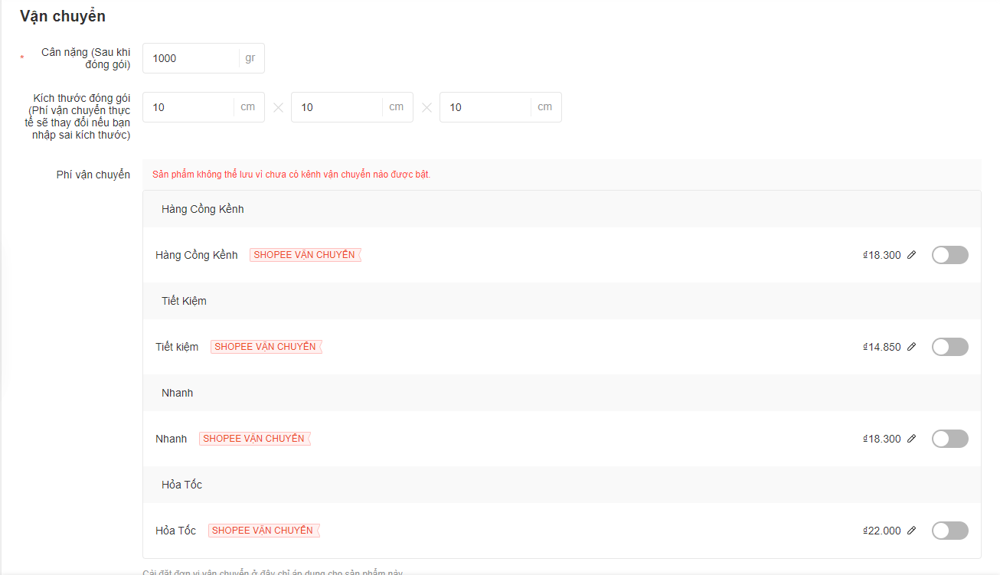 Vận chuyển
* Cân nặng (Sau khi
đóng gói)
1000 gr
Kích thước đóng gói
(Phí vận chuyển thực
tế sẽ thay đổi nếu bạn
nhập sai kích thước)
10 cm 10 cm 10 cm
Phí vận chuyển
Sản phẩm không thể lưu vì chưa có kênh vận chuyển nào được bật.
Hàng Cồng Kềnh
Hàng Cồng Kềnh SHOPEE VẬN CHUYỂN ₫18.300
Tiết Kiệm
Tiết kiệm SHOPEE VẬN CHUYỂN ₫14.850
Nhanh
Nhanh SHOPEE VẬN CHUYỂN ₫18.300
Hỏa Tốc
Hỏa Tốc SHOPEE VẬN CHUYỂN ₫22.000
Cài đặt đơn vị vận chuyển ở đây chỉ áp dụng cho sản phẩm này